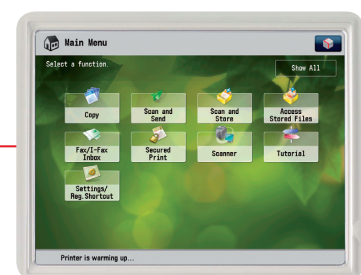 Main Menu
Select a function.
Show All
Copy
Scan and
Send
Scan and
Store
Access
Stored Files
Fax/I-Fax
Inbox
Secured
Print
Scanner
Tutorial
Settings/
Reg.Shortcut
Printer is warming up...